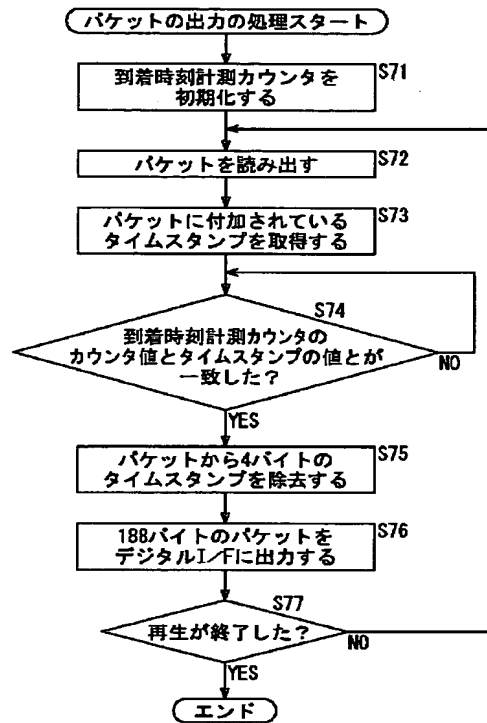 パケットの出力の処理スタート
S71
到着時刻計測カウンタを
初期化する
S72
パケットを読み出す
S73
パケットに付加されている
タイムスタンプを取得する
S74
到着時刻計測カウンタの
カウンタ値とタイムスタンプの値とが
一致した?
NO
YES
S75
パケットから4バイトの
タイムスタンプを除去する
S76
188バイトのパケットを
デジタルI/Fに出力する
S77
再生が終了した?
NO
YES
エンド